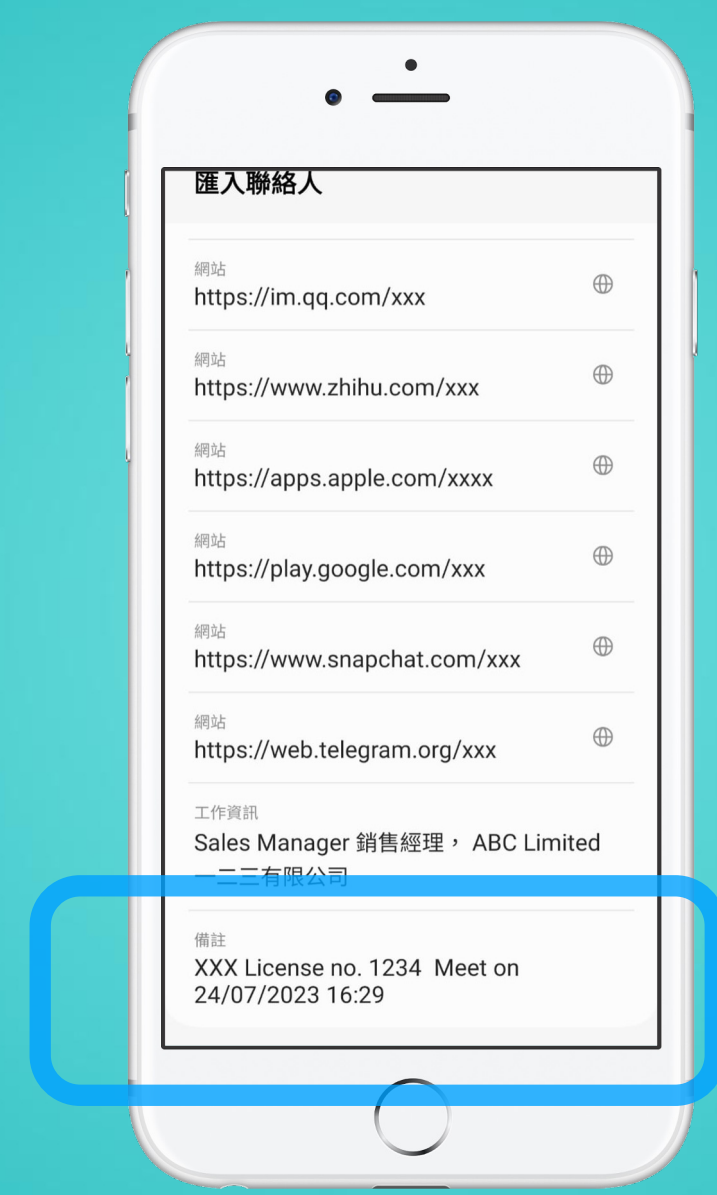 匯入聯絡人
網站
https://im.qq.com/xxx
網站
https://www.zhihu.com/xxx
網站
https://apps.apple.com/xxxx
網站
https://play.google.com/xxx
網站
https://www.snapchat.com/xxx
網站
https://web.telegram.org/xxx
工作資訊
Sales Manager 銷售經理， ABC Limited
一二三有限公司
備註
XXX License no. 1234  Meet on
24/07/2023 16:29